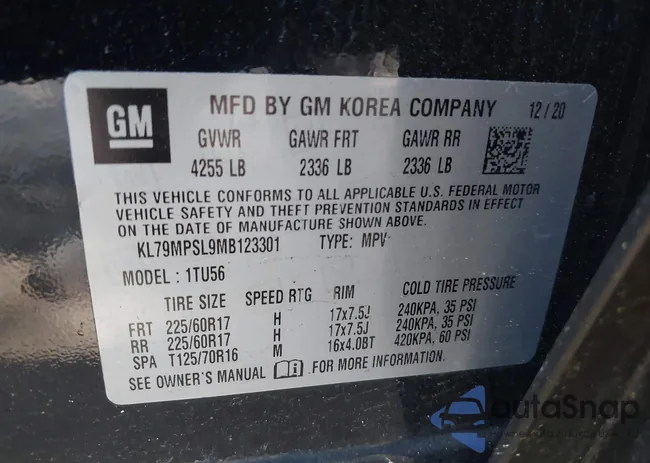 GM MFD BY GM KOREA COMPANY 12/20
GVWR GAWR FRT GAWR RR
4255 LB 2336 LB 2336 LB
THIS VEHICLE CONFORMS TO ALL APPLICABLE U.S. FEDERAL MOTOR
VEHICLE SAFETY AND THEFT PREVENTION STANDARDS IN EFFECT
ON THE DATE OF MANUFACTURE SHOWN ABOVE.
KL79MPSL9MB123301 TYPE: MPV
MODEL: 1TU56
TIRE SIZE SPEED RTG RIM COLD TIRE PRESSURE
FRT 225/60R17 H 17x7.5J 240KPA, 35 PSI
RR 225/60R17 H 17x7.5J 240KPA, 35 PSI
SPA T125/70R16 M 16x4.08T 420KPA, 60 PSI
SEE OWNER'S MANUAL i FOR MORE INFORMATION.
autoSnap